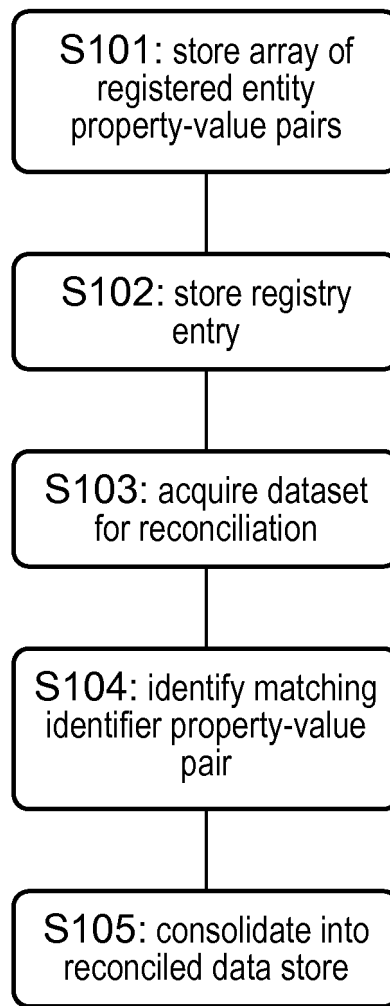 S101: store array of
registered entity
property-value pairs
S102: store registry
entry
S103: acquire dataset
for reconciliation
S104: identify matching
identifier property-value
pair
S105: consolidate into
reconciled data store